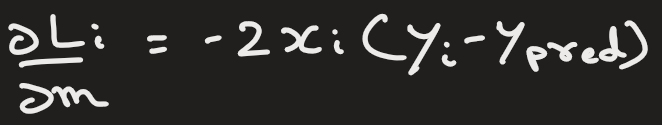 ∂Li/∂m = -2xi(yi-ypred)